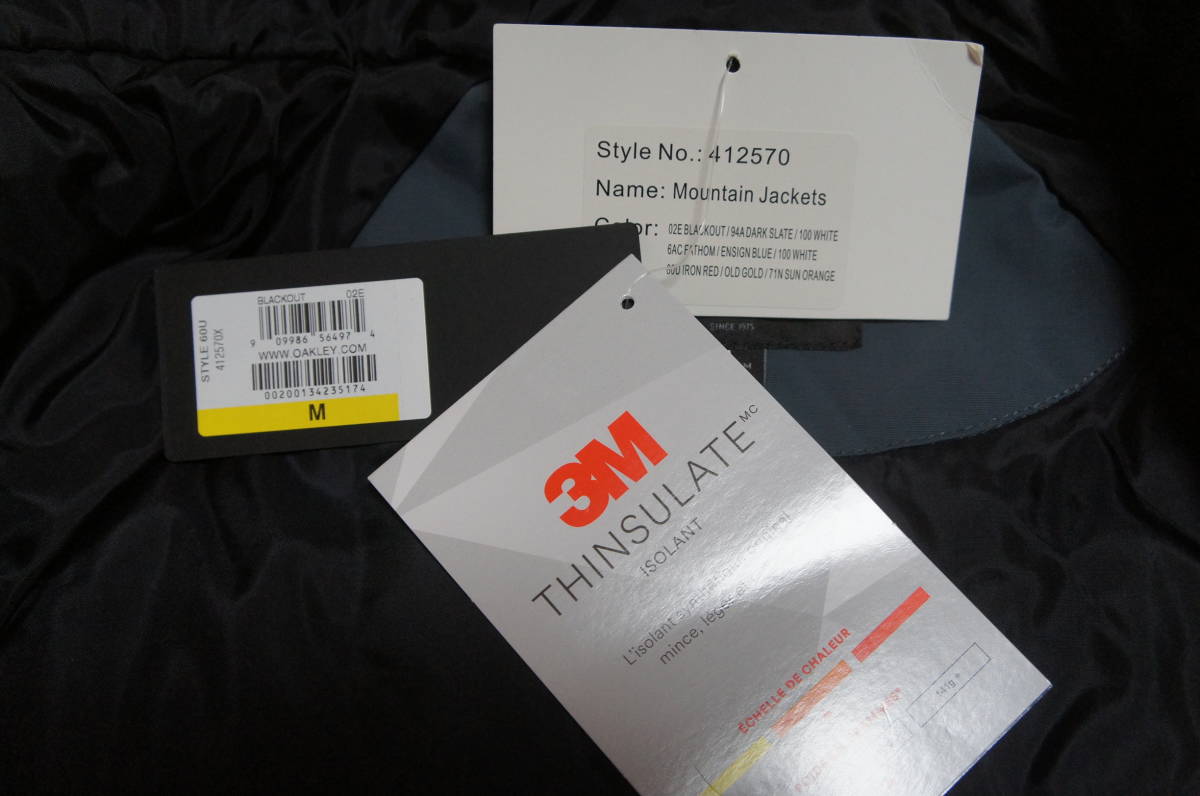 Style No.: 412570
Name: Mountain Jackets
Color: 02E BLACKOUT / 94A DARK SLATE / 100 WHITE
6AC FATHOM / ENSIGN BLUE / 100 WHITE
80U IRON RED / OLD GOLD / 71N SUN ORANGE
SINCE 1975
BLACKOUT 02E
9 09986 56497 4
WWW.OAKLEY.COM
00200134235174
M
STYLE 60U
412570X
3M
THINSULATE MC
ISOLANT
L'isolant
mince,
ÉCHELLE DE CHALEUR